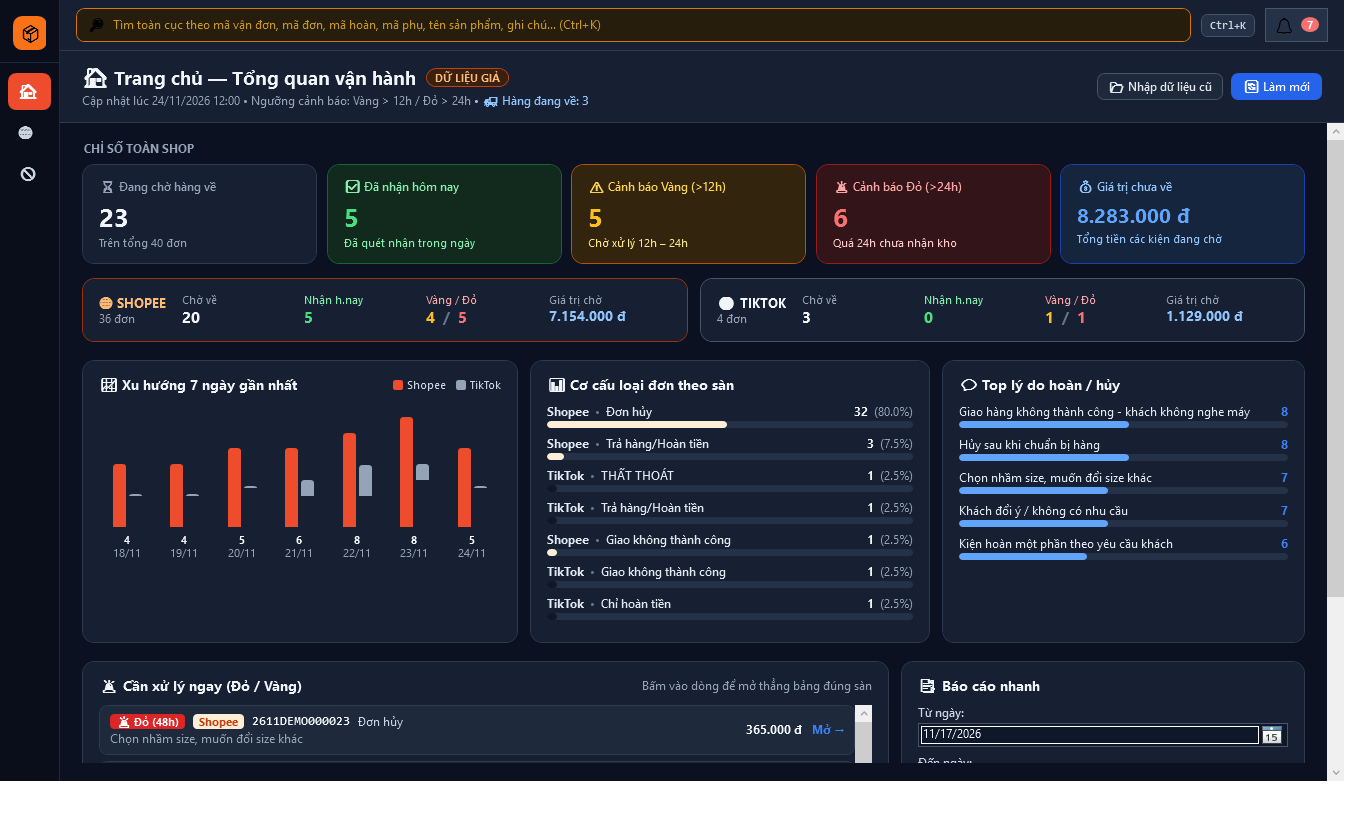 Tìm toàn cục theo mã vận đơn, mã đơn, mã hoàn, mã phụ, tên sản phẩm, ghi chú... (Ctrl+K)
Ctrl+K
7
Trang chủ — Tổng quan vận hành
DỮ LIỆU GIẢ
Cập nhật lúc 24/11/2026 12:00 • Ngưỡng cảnh báo: Vàng > 12h / Đỏ > 24h • Hàng đang về: 3
Nhập dữ liệu cũ
Làm mới
CHỈ SỐ TOÀN SHOP
Đang chờ hàng về
23
Trên tổng 40 đơn
Đã nhận hôm nay
5
Đã quét nhận trong ngày
Cảnh báo Vàng (>12h)
5
Chờ xử lý 12h – 24h
Cảnh báo Đỏ (>24h)
6
Quá 24h chưa nhận kho
Giá trị chưa về
8.283.000 đ
Tổng tiền các kiện đang chờ
SHOPEE
36 đơn
Chờ về
20
Nhận h.nay
5
Vàng / Đỏ
4 / 5
Giá trị chờ
7.154.000 đ
TIKTOK
4 đơn
Chờ về
3
Nhận h.nay
0
Vàng / Đỏ
1 / 1
Giá trị chờ
1.129.000 đ
Xu hướng 7 ngày gần nhất
Shopee TikTok
4 4 5 6 8 8 5
18/11 19/11 20/11 21/11 22/11 23/11 24/11
Cơ cấu loại đơn theo sàn
Shopee • Đơn hủy 32 (80.0%)
Shopee • Trả hàng/Hoàn tiền 3 (7.5%)
TikTok • THẤT THOÁT 1 (2.5%)
TikTok • Trả hàng/Hoàn tiền 1 (2.5%)
Shopee • Giao không thành công 1 (2.5%)
TikTok • Giao không thành công 1 (2.5%)
TikTok • Chỉ hoàn tiền 1 (2.5%)
Top lý do hoàn / hủy
Giao hàng không thành công - khách không nghe máy 8
Hủy sau khi chuẩn bị hàng 8
Chọn nhầm size, muốn đổi size khác 7
Khách đổi ý / không có nhu cầu 7
Kiện hoàn một phần theo yêu cầu khách 6
Cần xử lý ngay (Đỏ / Vàng)
Bấm vào dòng để mở thẳng bảng đúng sàn
Đỏ (48h) Shopee 2611DEMO000023 Đơn hủy
Chọn nhầm size, muốn đổi size khác
365.000 đ Mở →
Báo cáo nhanh
Từ ngày:
11/17/2026
15
Đến ngày: